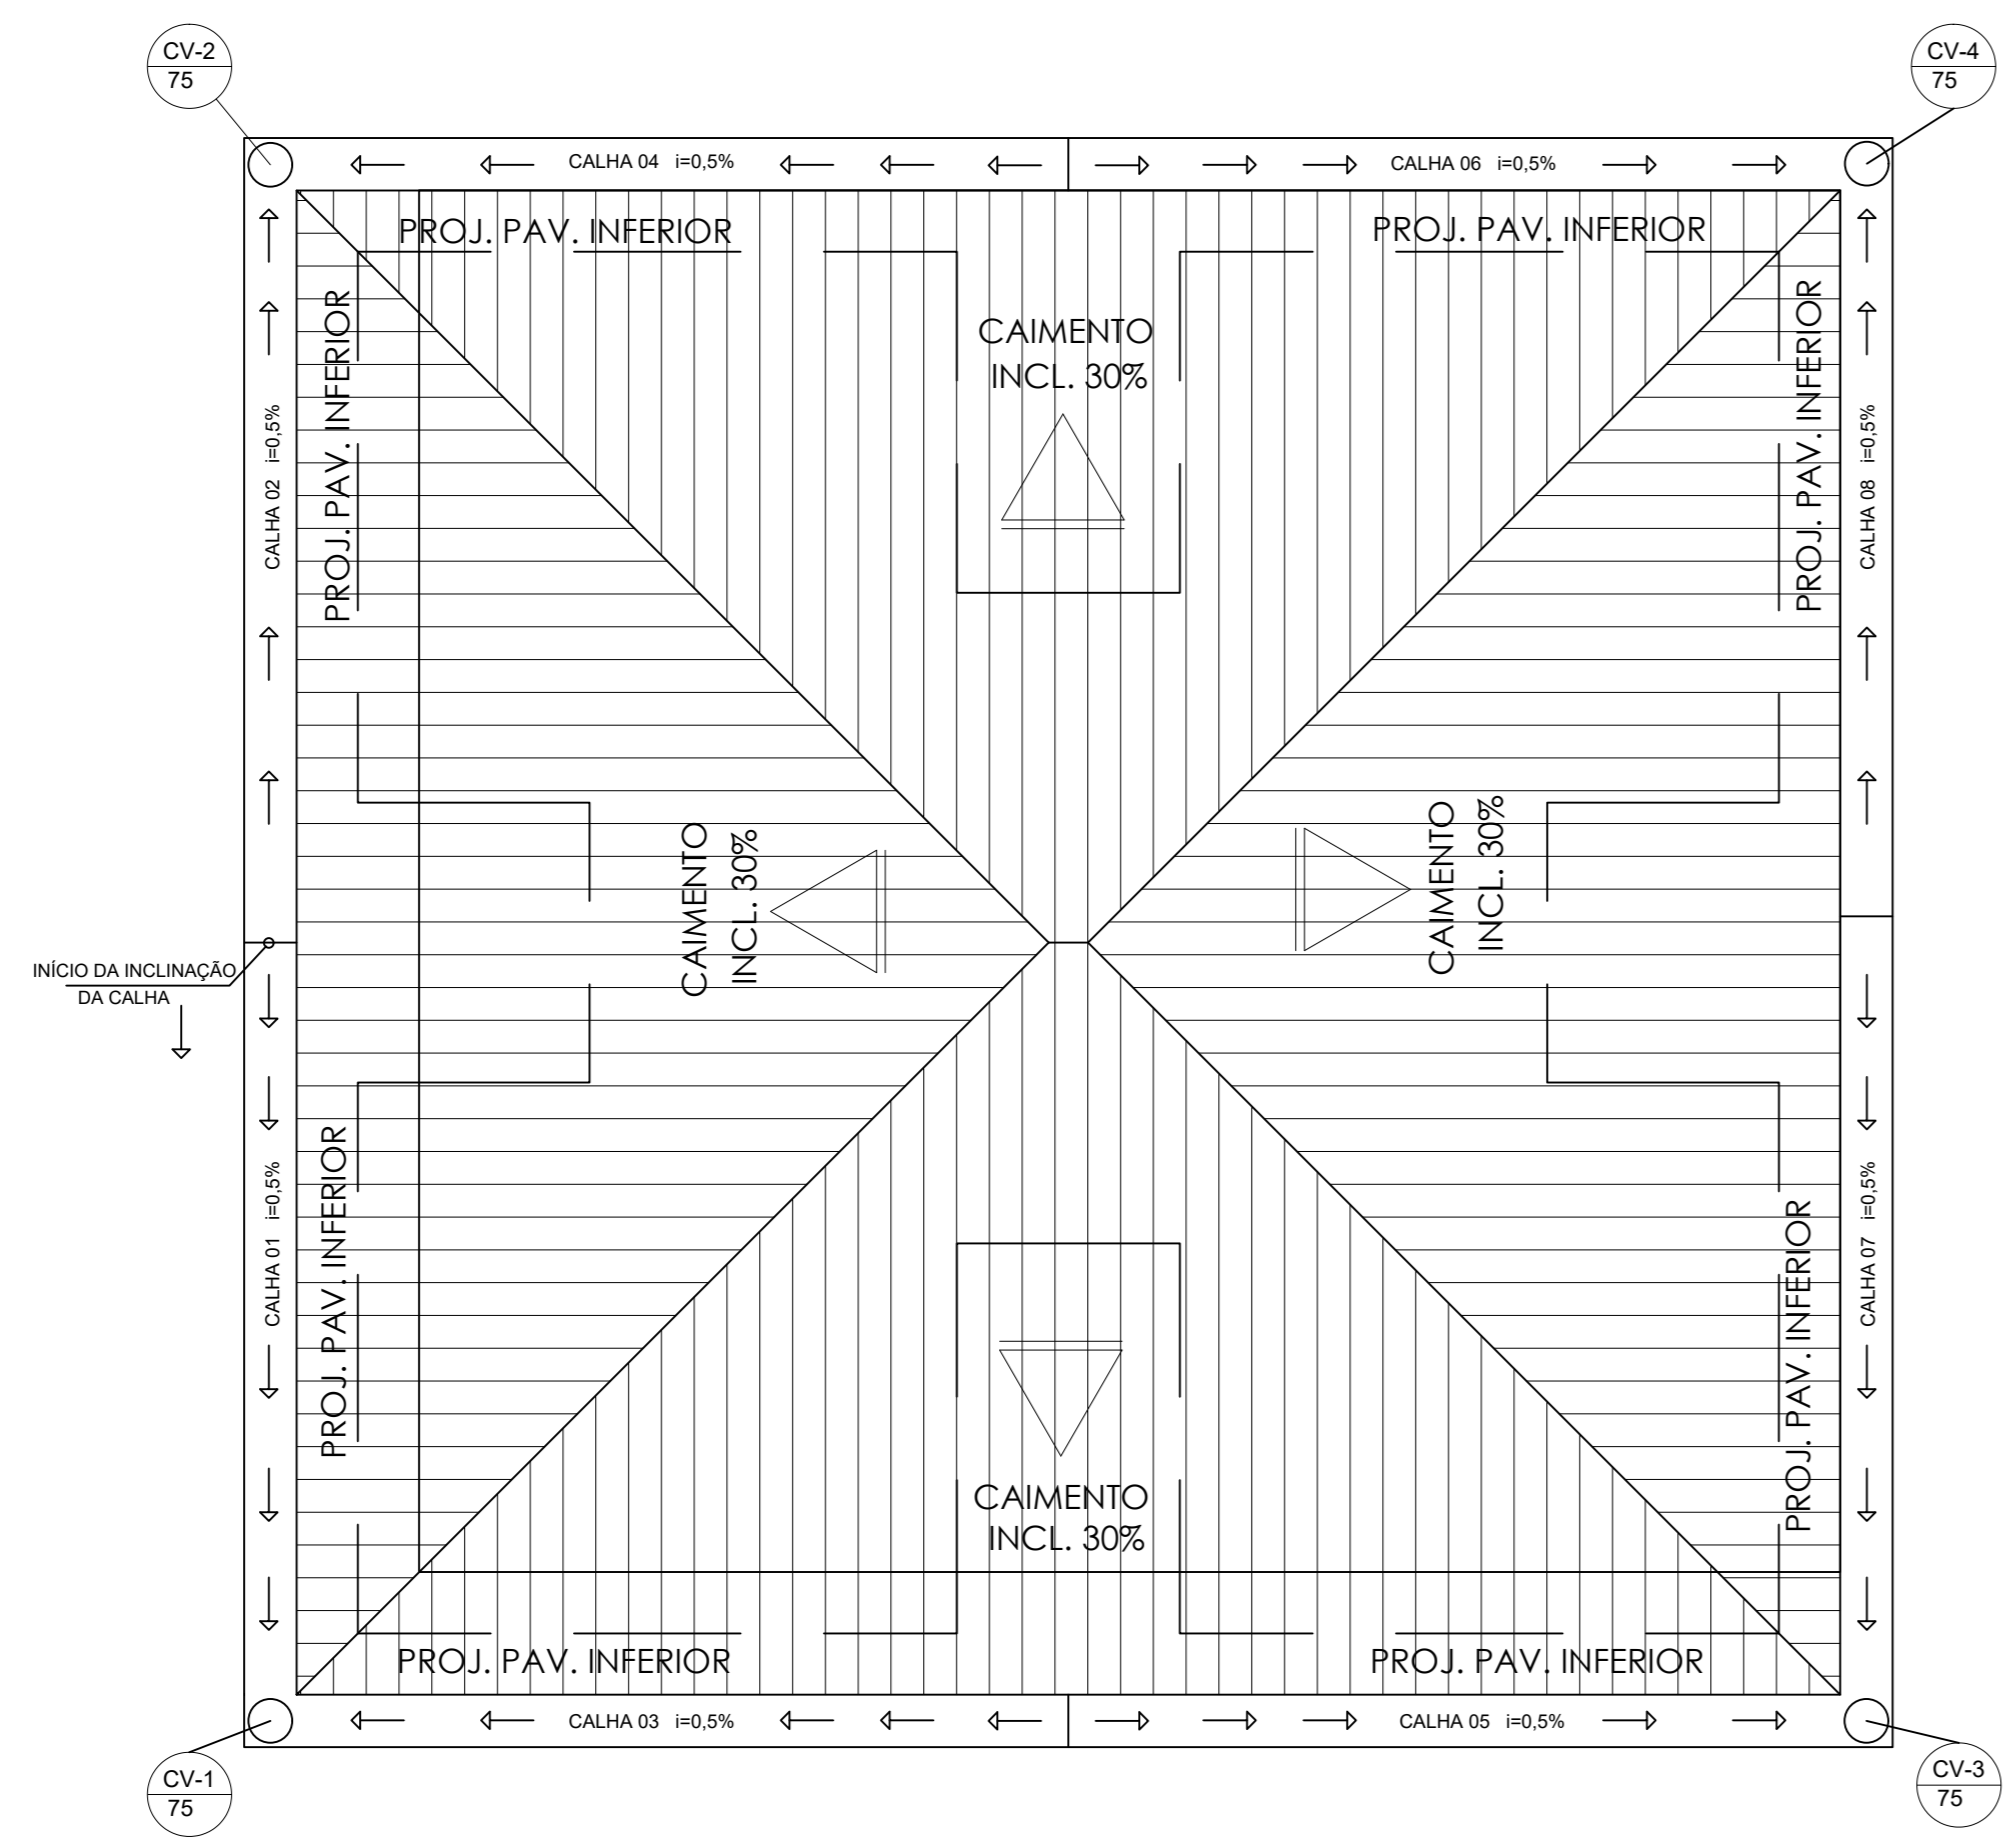 CV-2
75
CV-4
75
CALHA 04 i=0,5%
CALHA 06 i=0,5%
PROJ. PAV. INFERIOR
PROJ. PAV. INFERIOR
CALHA 02 i=0,5%
PROJ. PAV. INFERIOR
CAIMENTO
INCL. 30%
PROJ. PAV. INFERIOR
CALHA 08 i=0,5%
CAIMENTO
INCL. 30%
CAIMENTO
INCL. 30%
INÍCIO DA INCLINAÇÃO
DA CALHA
CALHA 01 i=0,5%
PROJ. PAV. INFERIOR
PROJ. PAV. INFERIOR
CALHA 07 i=0,5%
CAIMENTO
INCL. 30%
PROJ. PAV. INFERIOR
PROJ. PAV. INFERIOR
CALHA 03 i=0,5%
CALHA 05 i=0,5%
CV-1
75
CV-3
75